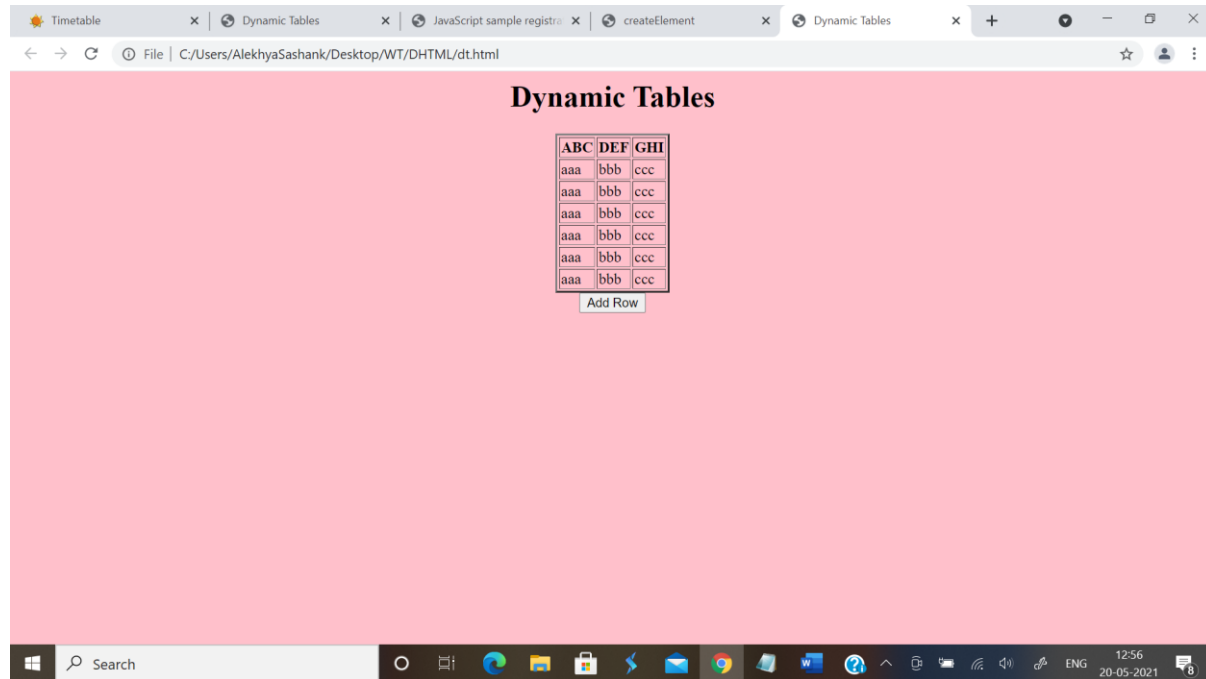 Timetable
Dynamic Tables
JavaScript sample registra
createElement
Dynamic Tables
File | C:/Users/AlekhyaSashank/Desktop/WT/DHTML/dt.html
Dynamic Tables
ABC DEF GHI
aaa bbb ccc
aaa bbb ccc
aaa bbb ccc
aaa bbb ccc
aaa bbb ccc
aaa bbb ccc
Add Row
Search
ENG
12:56
20-05-2021
8